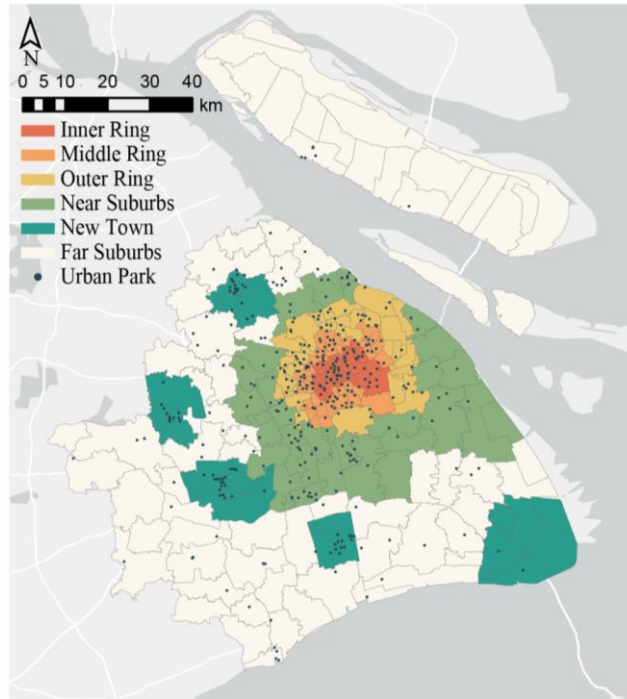 N
0 5 10 20 30 40
km
Inner Ring
Middle Ring
Outer Ring
Near Suburbs
New Town
Far Suburbs
Urban Park